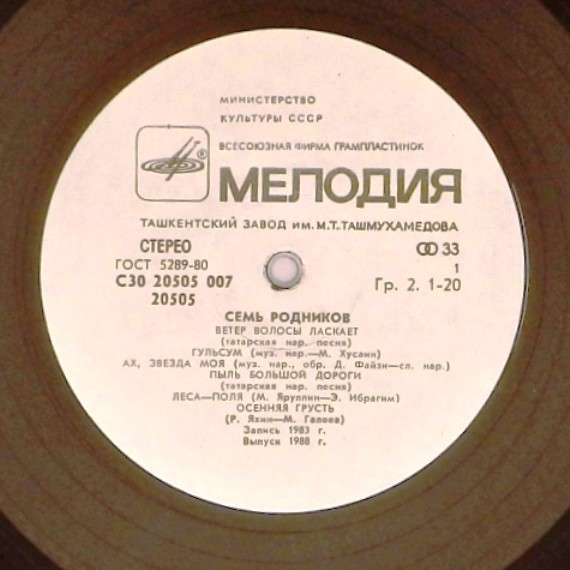 МИНИСТЕРСТВО
КУЛЬТУРЫ СССР
ВСЕСОЮЗНАЯ ФИРМА ГРАМПЛАСТИНОК
® МЕЛОДИЯ
ТАШКЕНТСКИЙ ЗАВОД ИМ. М.Т. ТАШМУХАМЕДОВА
СТЕРЕО 33
ГОСТ 5289-80 1
С30 20505 007 Гр. 2. 1-20
20505
СЕМЬ РОДНИКОВ
ВЕТЕР ВОЛОСЫ ЛАСКАЕТ
(татарская нар. песня)
ГУЛЬСУМ (муз. нар.—М. Хусаин)
АХ, ЗВЕЗДА МОЯ (муз. нар., обр. Д. Файзи—сл. нар.)
ПЫЛЬ БОЛЬШОЙ ДОРОГИ
(татарская нар. песня)
ЛЕСА—ПОЛЯ (М. Яруллин—Э. Ибрагим)
ОСЕННЯЯ ГРУСТЬ
(Р. Яхин—М. Галеев)
Запись 1983 г.
Выпуск 1988 г.